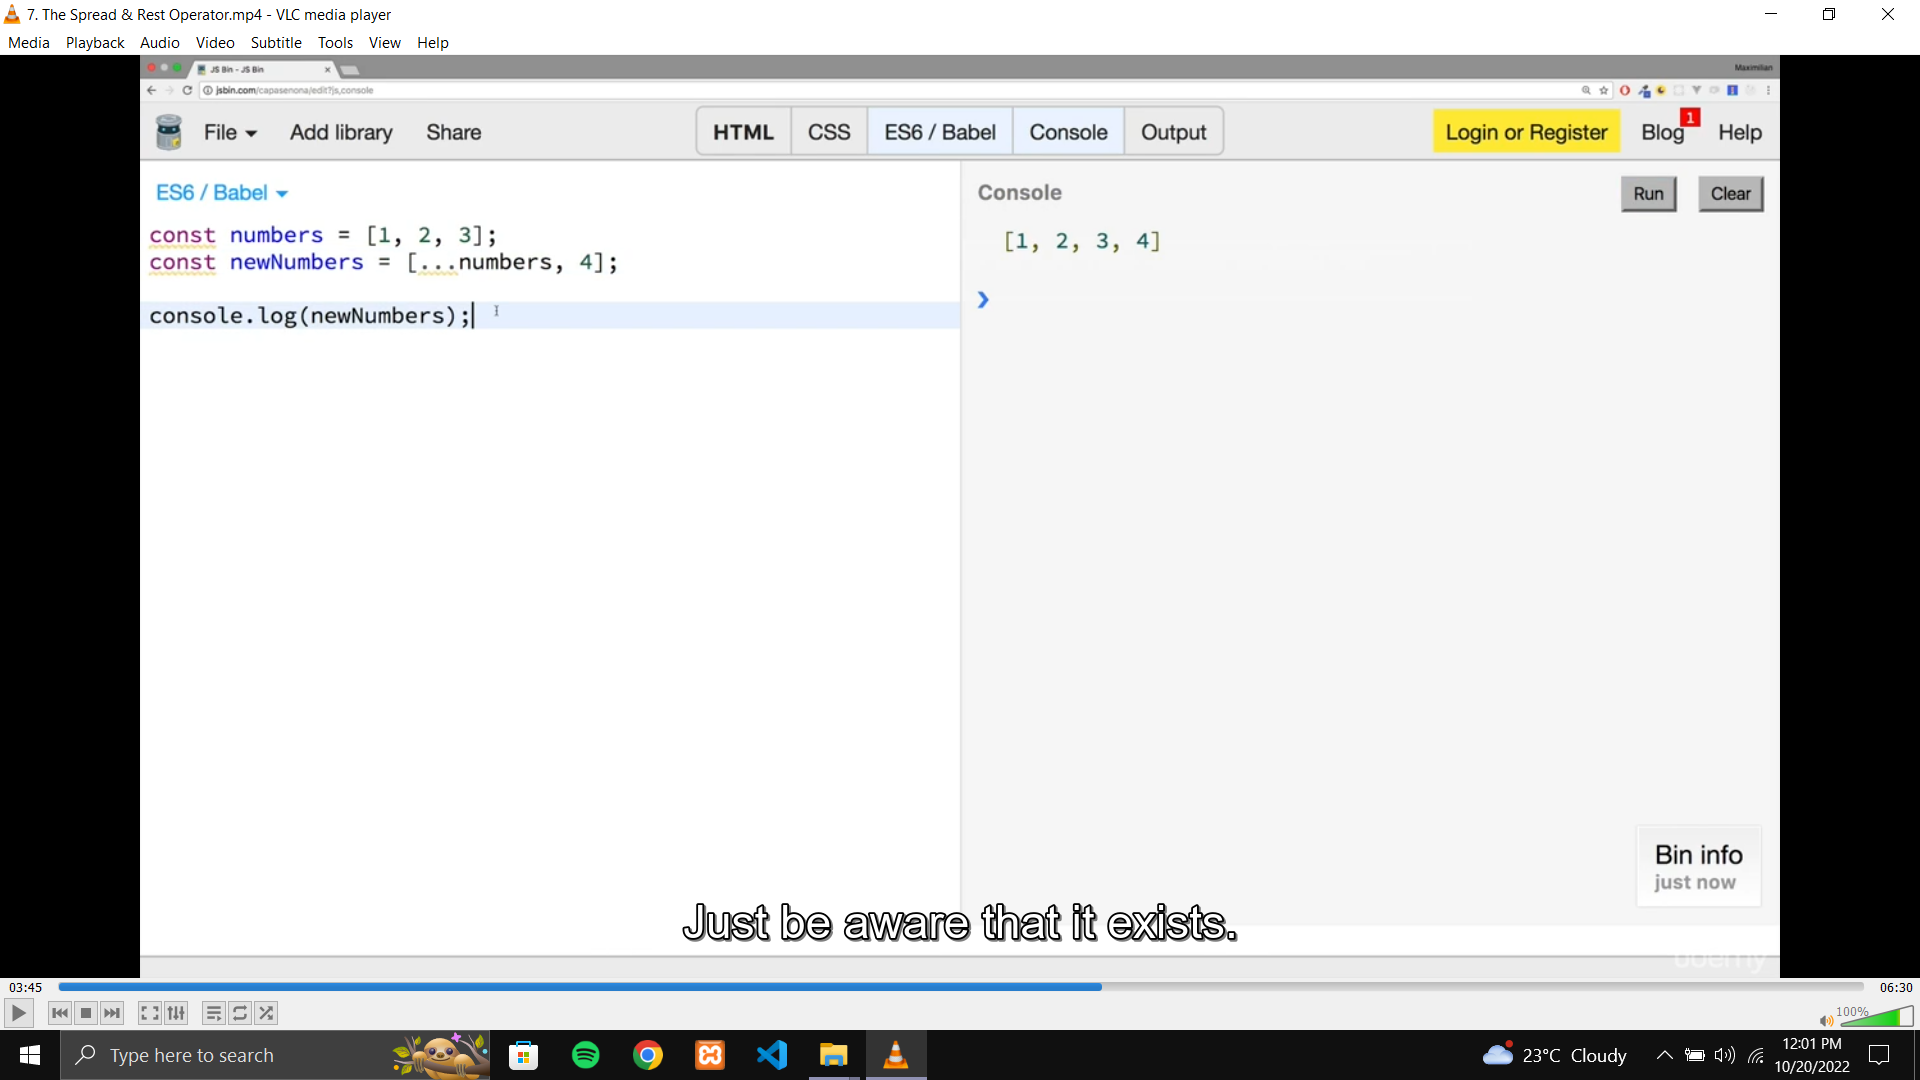 7. The Spread & Rest Operator.mp4 - VLC media player
Media Playback Audio Video Subtitle Tools View Help
JS Bin - JS Bin
Maximilian
jsbin.com/capasenona/edit?js,console
File Add library Share HTML CSS ES6 / Babel Console Output Login or Register Blog 1 Help
ES6 / Babel
const numbers = [1, 2, 3];
const newNumbers = [...numbers, 4];
console.log(newNumbers);
Console Run Clear
[1, 2, 3, 4]
Bin info
just now
Just be aware that it exists.
udemy
03:45 06:30
100%
Type here to search
23°C Cloudy
12:01 PM
10/20/2022